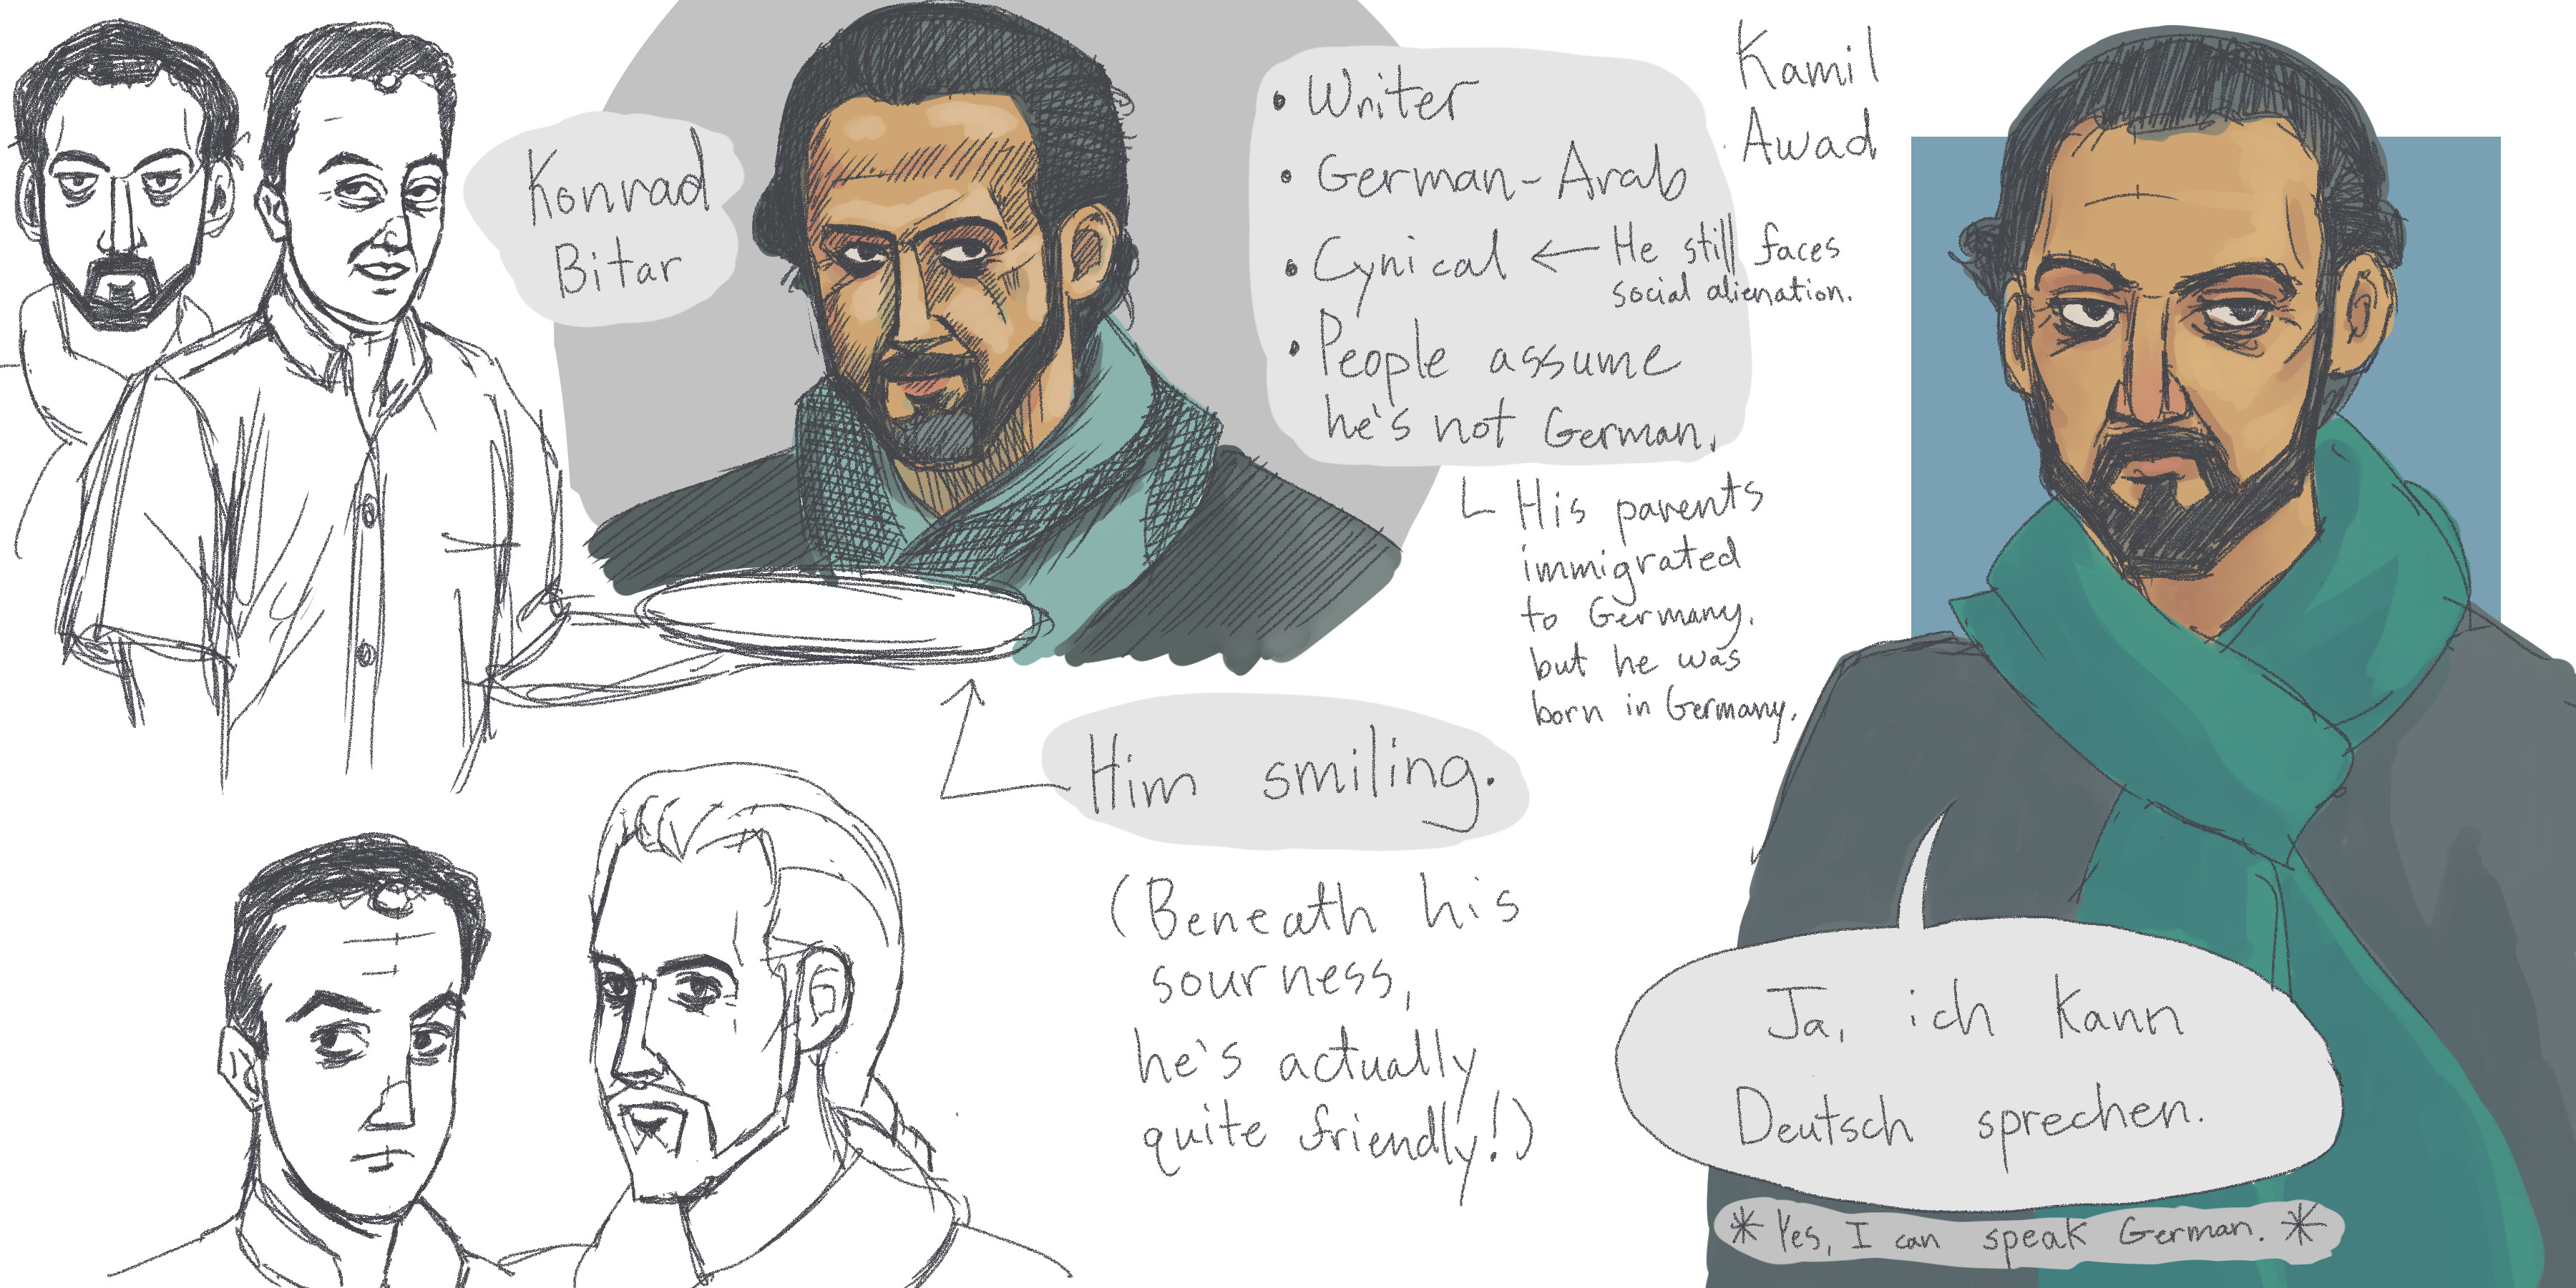 Konrad
Bitar
• Writer
• German-Arab
• Cynical ← He still faces
social alienation.
• People assume
he's not German.
His parents
immigrated
to Germany.
but he was
born in Germany.
Kamil
Awad
Him smiling.
(Beneath his
sourness,
he's actually
quite friendly!)
Ja, ich kann
Deutsch sprechen.
* Yes, I can speak German. *